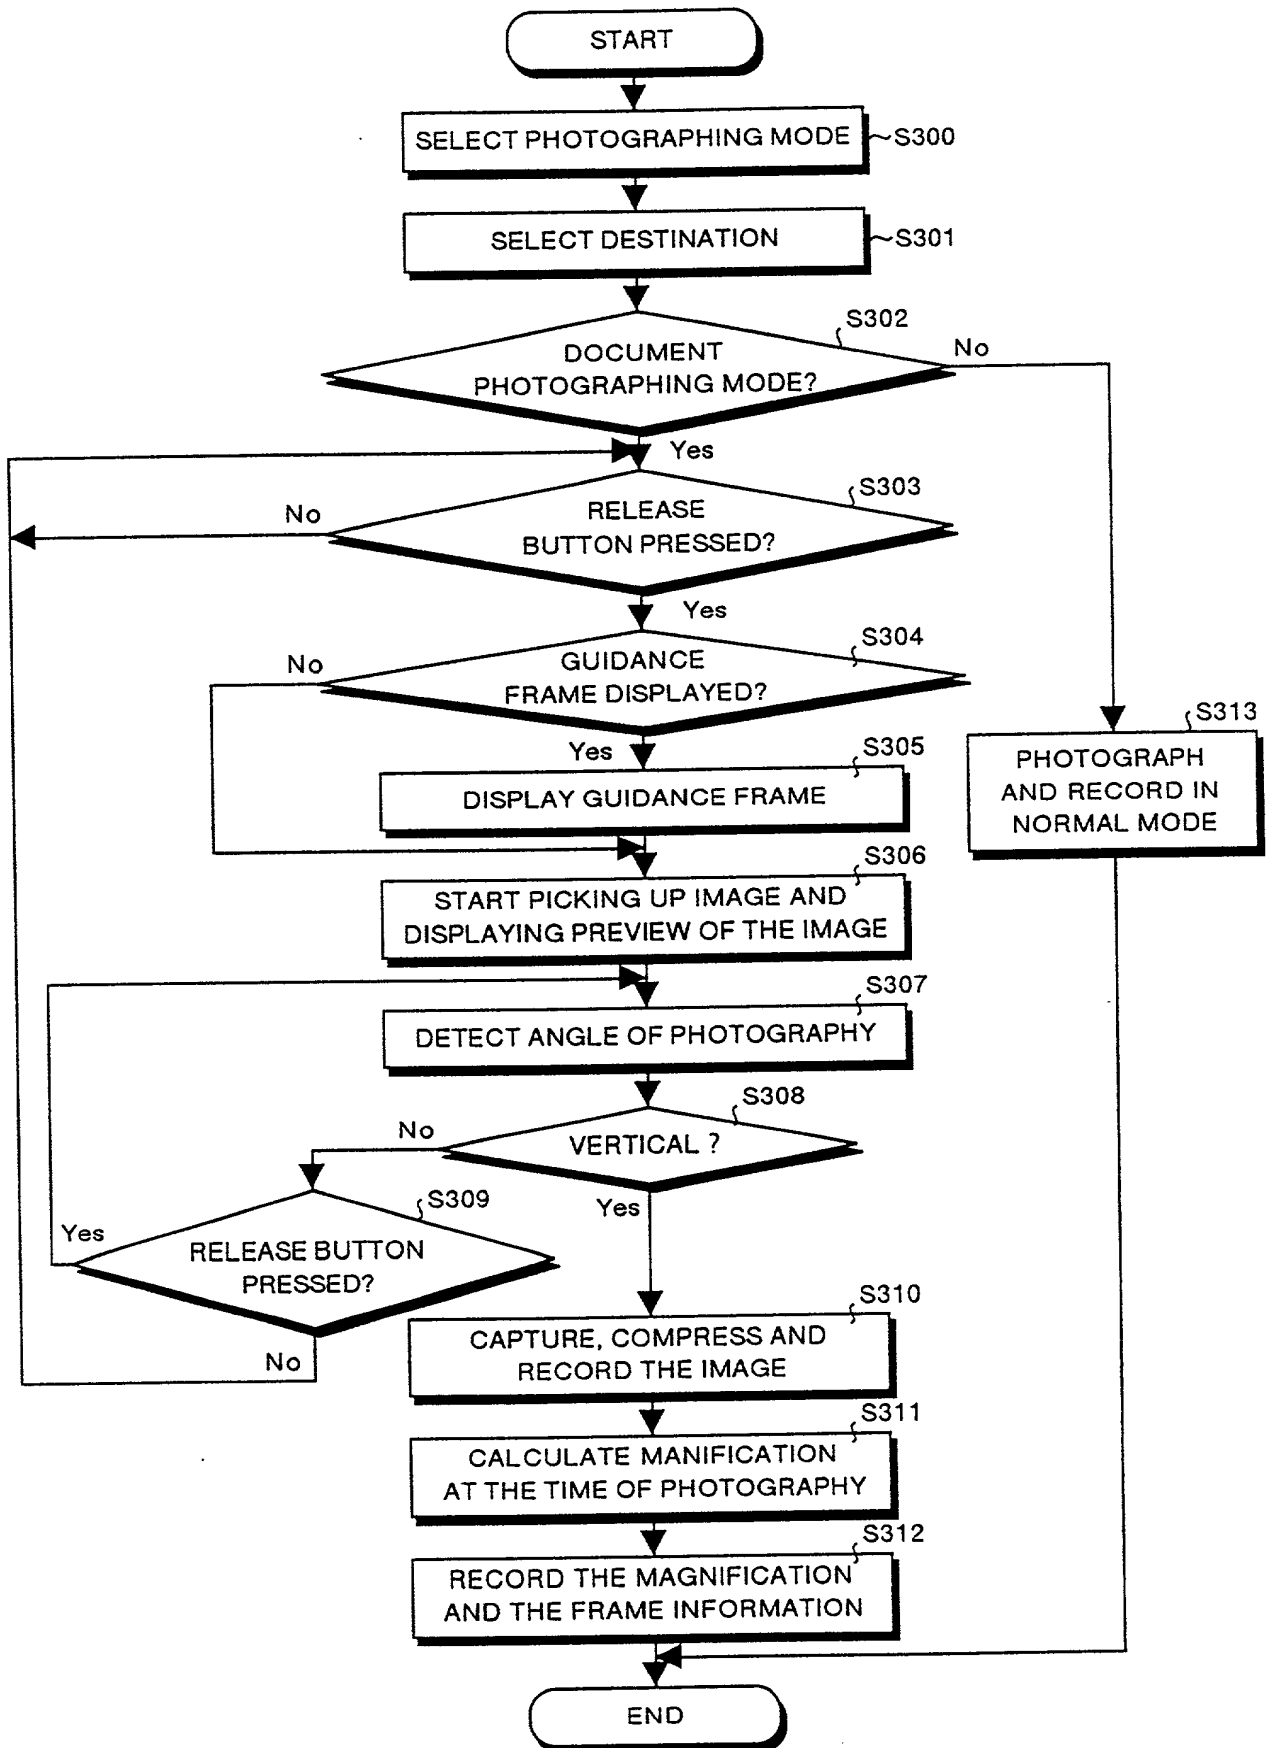 START
SELECT PHOTOGRAPHING MODE
S300
SELECT DESTINATION
S301
S302
DOCUMENT
PHOTOGRAPHING MODE?
No
Yes
S303
RELEASE
BUTTON PRESSED?
No
Yes
S304
GUIDANCE
FRAME DISPLAYED?
No
Yes
S305
DISPLAY GUIDANCE FRAME
S313
PHOTOGRAPH
AND RECORD IN
NORMAL MODE
S306
START PICKING UP IMAGE AND
DISPLAYING PREVIEW OF THE IMAGE
S307
DETECT ANGLE OF PHOTOGRAPHY
S308
VERTICAL ?
No
Yes
S309
RELEASE BUTTON
PRESSED?
Yes
No
S310
CAPTURE, COMPRESS AND
RECORD THE IMAGE
S311
CALCULATE MANIFICATION
AT THE TIME OF PHOTOGRAPHY
S312
RECORD THE MAGNIFICATION
AND THE FRAME INFORMATION
END